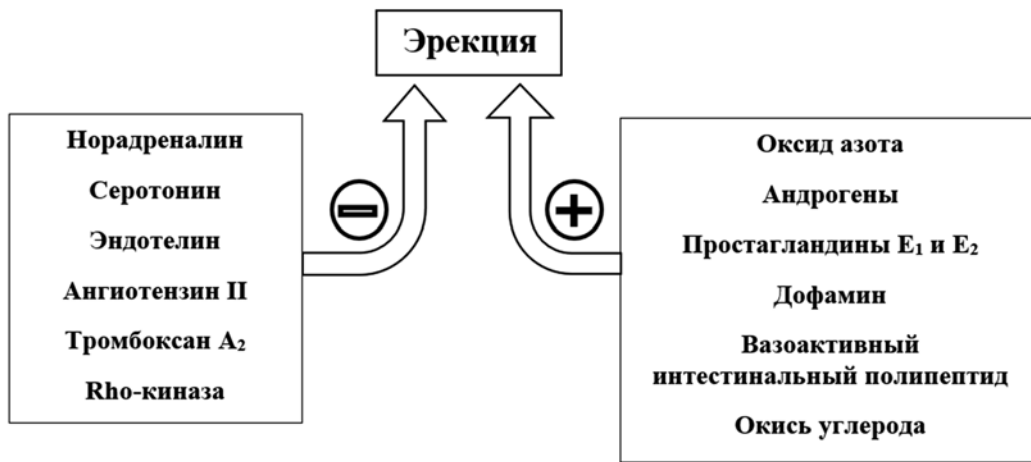 Эрекция
Норадреналин
Серотонин
Эндотелин
Ангиотензин II
Тромбоксан A₂
Rho-киназа
−
+
Оксид азота
Андрогены
Простагландины E₁ и E₂
Дофамин
Вазоактивный
интестинальный полипептид
Окись углерода